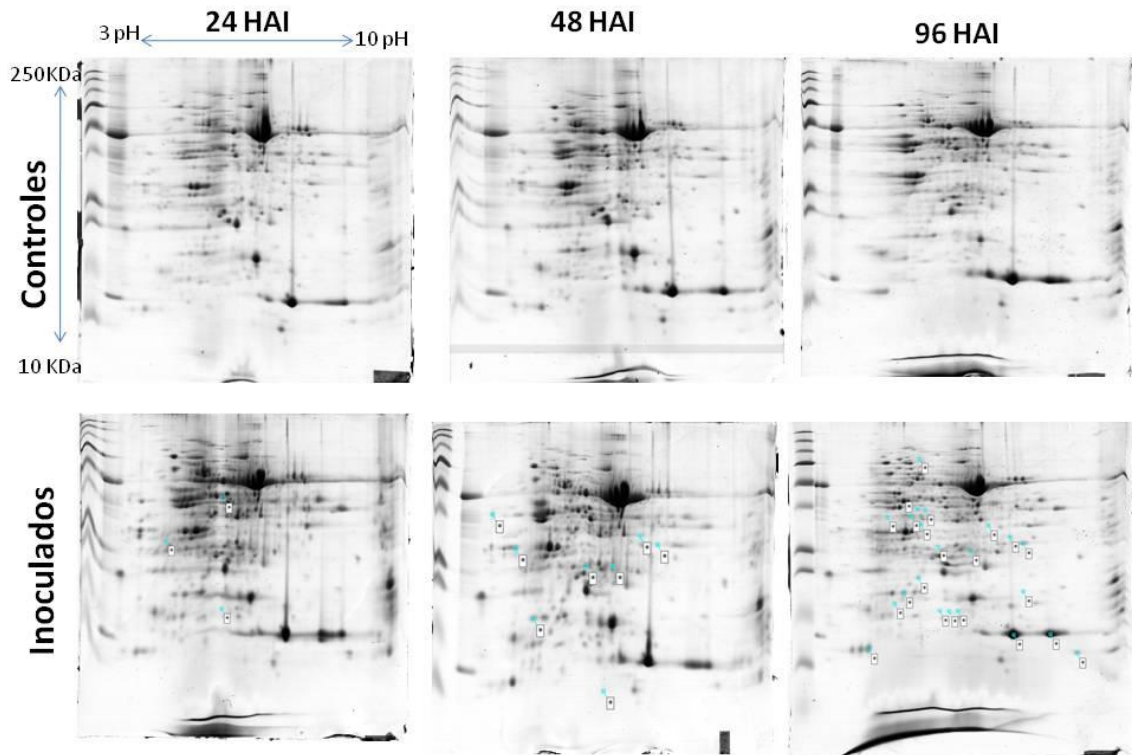 24 HAI
48 HAI
96 HAI
3 pH
10 pH
250KDa
Controles
10 KDa
Inoculados